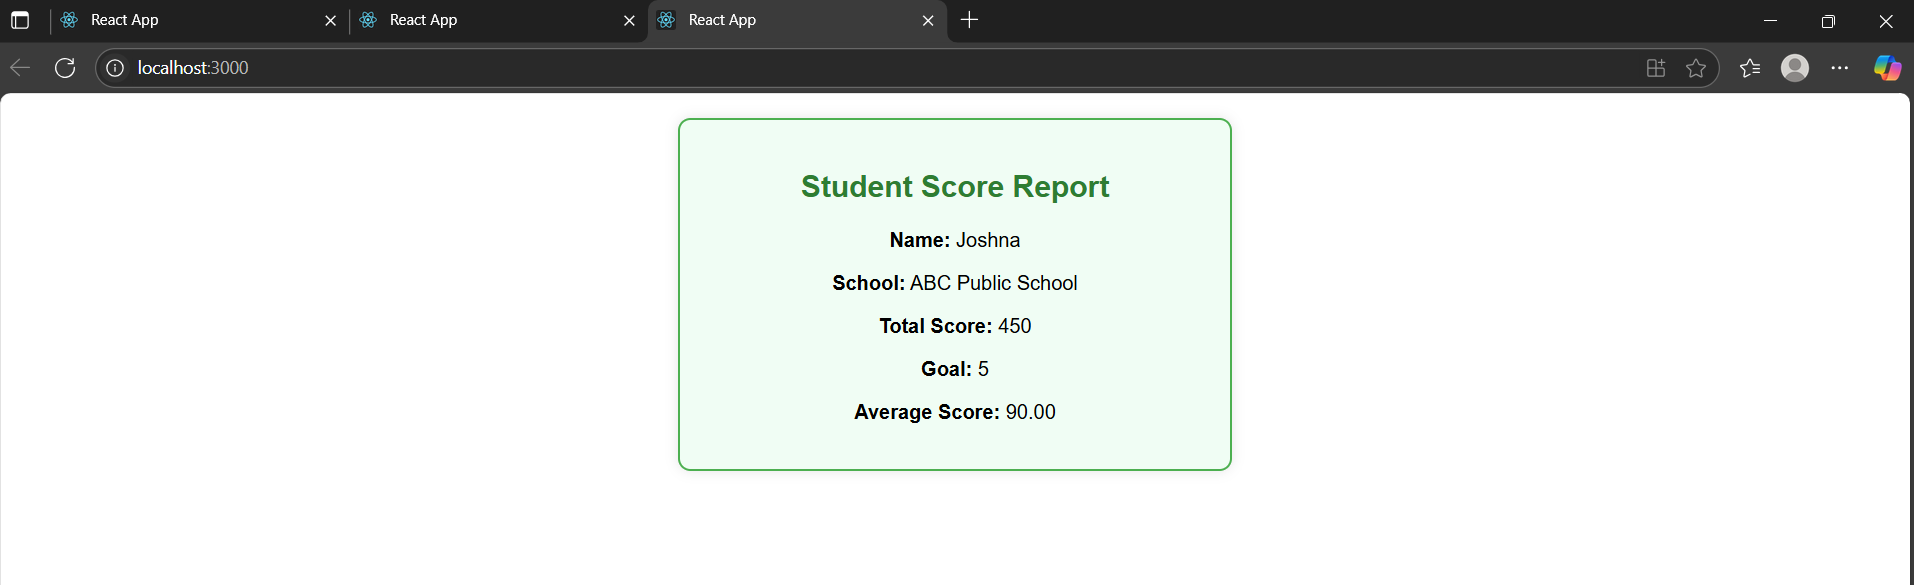 React App
React App
React App
localhost:3000
Student Score Report
Name: Joshna
School: ABC Public School
Total Score: 450
Goal: 5
Average Score: 90.00